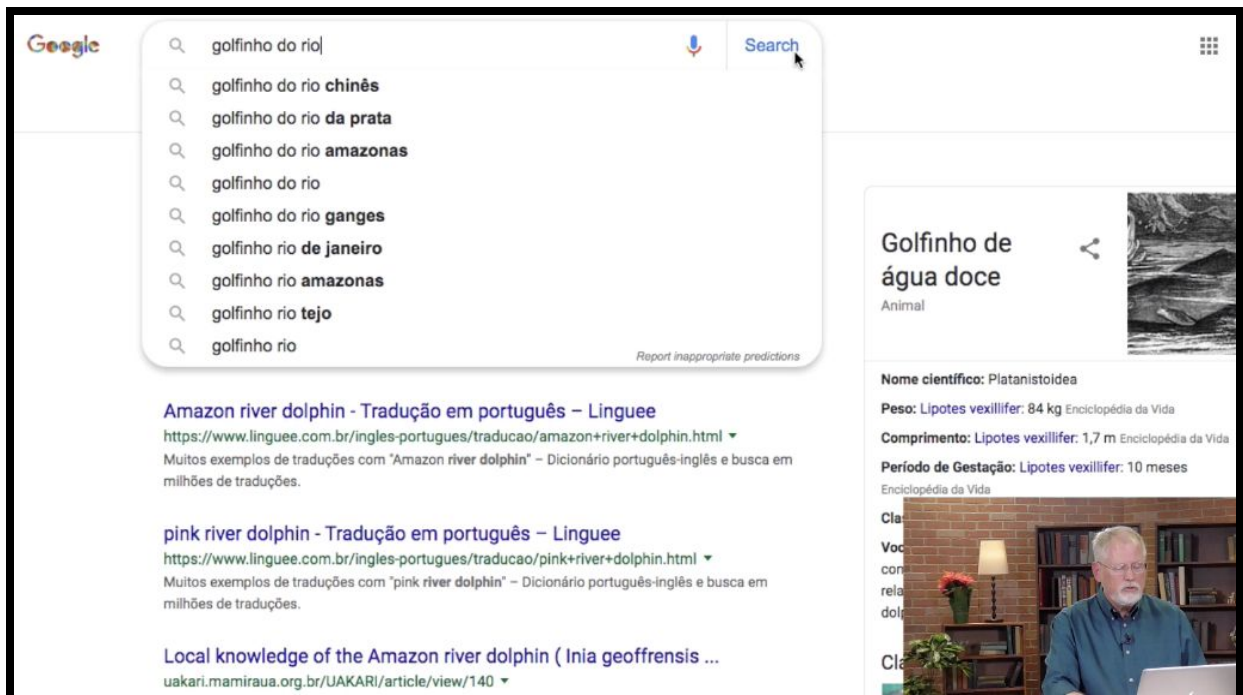 Google
golfinho do rio
Search
golfinho do rio chinês
golfinho do rio da prata
golfinho do rio amazonas
golfinho do rio
golfinho do rio ganges
golfinho rio de janeiro
golfinho rio amazonas
golfinho rio tejo
golfinho rio
Report inappropriate predictions
Amazon river dolphin - Tradução em português – Linguee
https://www.linguee.com.br/ingles-portugues/traducao/amazon+river+dolphin.html
Muitos exemplos de traduções com "Amazon river dolphin" – Dicionário português-inglês e busca em
milhões de traduções.
pink river dolphin - Tradução em português – Linguee
https://www.linguee.com.br/ingles-portugues/traducao/pink+river+dolphin.html
Muitos exemplos de traduções com "pink river dolphin" – Dicionário português-inglês e busca em
milhões de traduções.
Local knowledge of the Amazon river dolphin ( Inia geoffrensis ...
uakari.mamiraua.org.br/UAKARI/article/view/140
Golfinho de
água doce
Animal
Nome científico: Platanistoidea
Peso: Lipotes vexillifer: 84 kg Enciclopédia da Vida
Comprimento: Lipotes vexillifer: 1,7 m Enciclopédia da Vida
Período de Gestação: Lipotes vexillifer: 10 meses
Enciclopédia da Vida